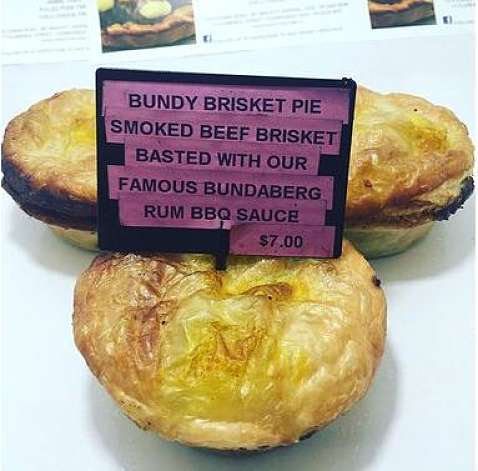 BUNDY BRISKET PIE
SMOKED BEEF BRISKET
BASTED WITH OUR
FAMOUS BUNDABERG
RUM BBQ SAUCE
$7.00